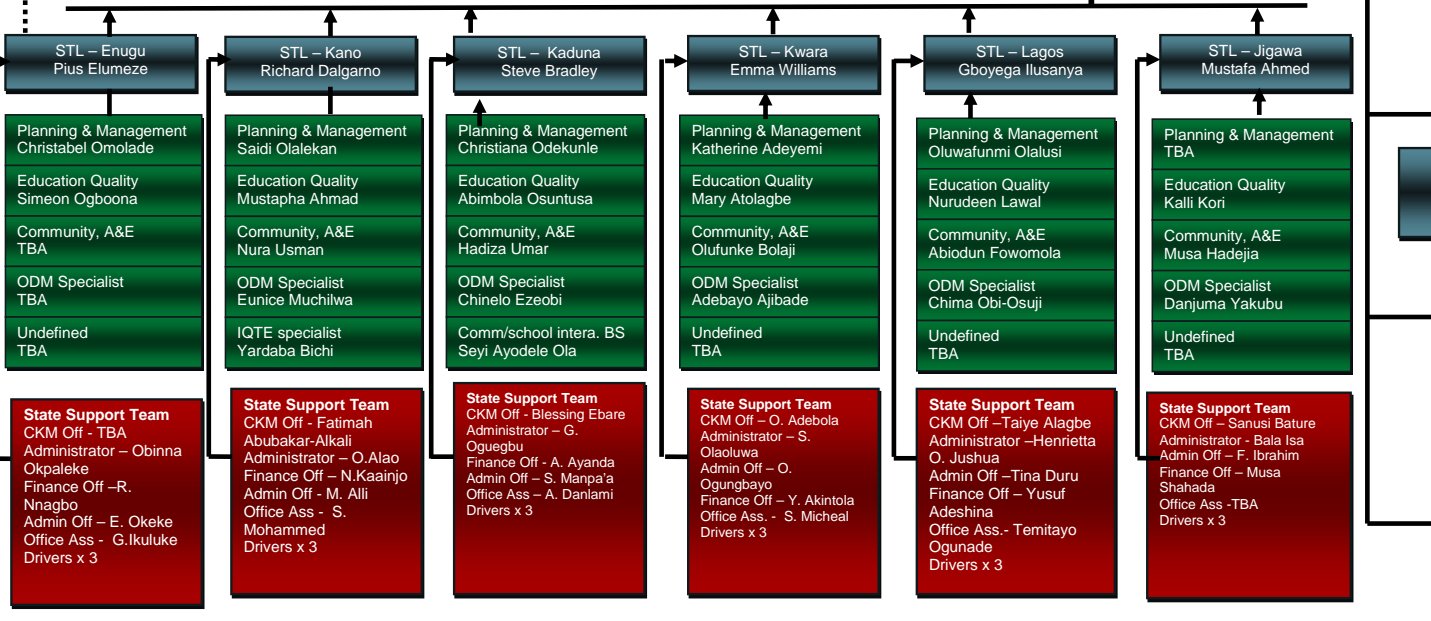 STL – Enugu
Pius Elumeze
STL – Kano
Richard Dalgarno
STL – Kaduna
Steve Bradley
STL – Kwara
Emma Williams
STL – Lagos
Gboyega Ilusanya
STL – Jigawa
Mustafa Ahmed
Planning & Management
Christabel Omolade
Education Quality
Simeon Ogboona
Community, A&E
TBA
ODM Specialist
TBA
Undefined
TBA
Planning & Management
Saidi Olalekan
Education Quality
Mustapha Ahmad
Community, A&E
Nura Usman
ODM Specialist
Eunice Muchilwa
IQTE specialist
Yardaba Bichi
Planning & Management
Christiana Odekunle
Education Quality
Abimbola Osuntusa
Community, A&E
Hadiza Umar
ODM Specialist
Chinelo Ezeobi
Comm/school intera. BS
Seyi Ayodele Ola
Planning & Management
Katherine Adeyemi
Education Quality
Mary Atolagbe
Community, A&E
Olufunke Bolaji
ODM Specialist
Adebayo Ajibade
Undefined
TBA
Planning & Management
Oluwafunmi Olalusi
Education Quality
Nurudeen Lawal
Community, A&E
Abiodun Fowomola
ODM Specialist
Chima Obi-Osuji
Undefined
TBA
Planning & Management
TBA
Education Quality
Kalli Kori
Community, A&E
Musa Hadejia
ODM Specialist
Danjuma Yakubu
Undefined
TBA
State Support Team
CKM Off - TBA
Administrator – Obinna
Okpaleke
Finance Off –R.
Nnagbo
Admin Off – E. Okeke
Office Ass - G.Ikuluke
Drivers x 3
State Support Team
CKM Off - Fatimah
Abubakar-Alkali
Administrator – O.Alao
Finance Off – N.Kaainjo
Admin Off - M. Alli
Office Ass - S.
Mohammed
Drivers x 3
State Support Team
CKM Off - Blessing Ebare
Administrator – G.
Oguegbu
Finance Off - A. Ayanda
Admin Off – S. Manpa'a
Office Ass – A. Danlami
Drivers x 3
State Support Team
CKM Off – O. Adebola
Administrator – S.
Olaoluwa
Admin Off – O.
Ogungbayo
Finance Off – Y. Akintola
Office Ass. - S. Micheal
Drivers x 3
State Support Team
CKM Off –Taiye Alagbe
Administrator –Henrietta
O. Jushua
Admin Off –Tina Duru
Finance Off – Yusuf
Adeshina
Office Ass.- Temitayo
Ogunade
Drivers x 3
State Support Team
CKM Off – Sanusi Bature
Administrator - Bala Isa
Admin Off – F. Ibrahim
Finance Off – Musa
Shahada
Office Ass -TBA
Drivers x 3